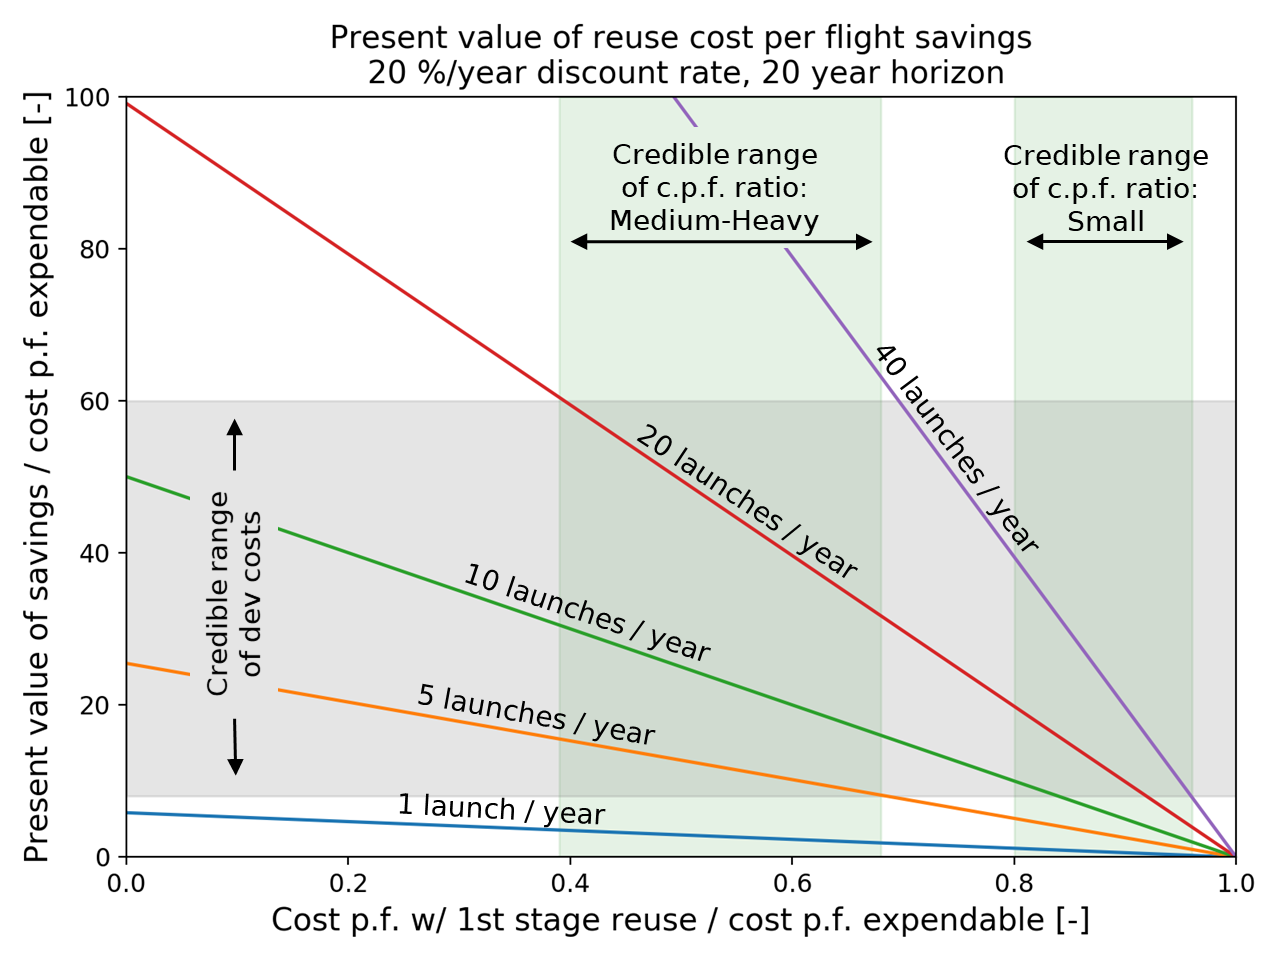 Present value of reuse cost per flight savings
20 %/year discount rate, 20 year horizon
Present value of savings / cost p.f. expendable [-]
100
80
60
40
20
0
Credible range
of c.p.f. ratio:
Medium-Heavy
Credible range
of c.p.f. ratio:
Small
40 launches / year
20 launches / year
10 launches / year
5 launches / year
1 launch / year
Credible range
of dev costs
0.0
0.2
0.4
0.6
0.8
1.0
Cost p.f. w/ 1st stage reuse / cost p.f. expendable [-]